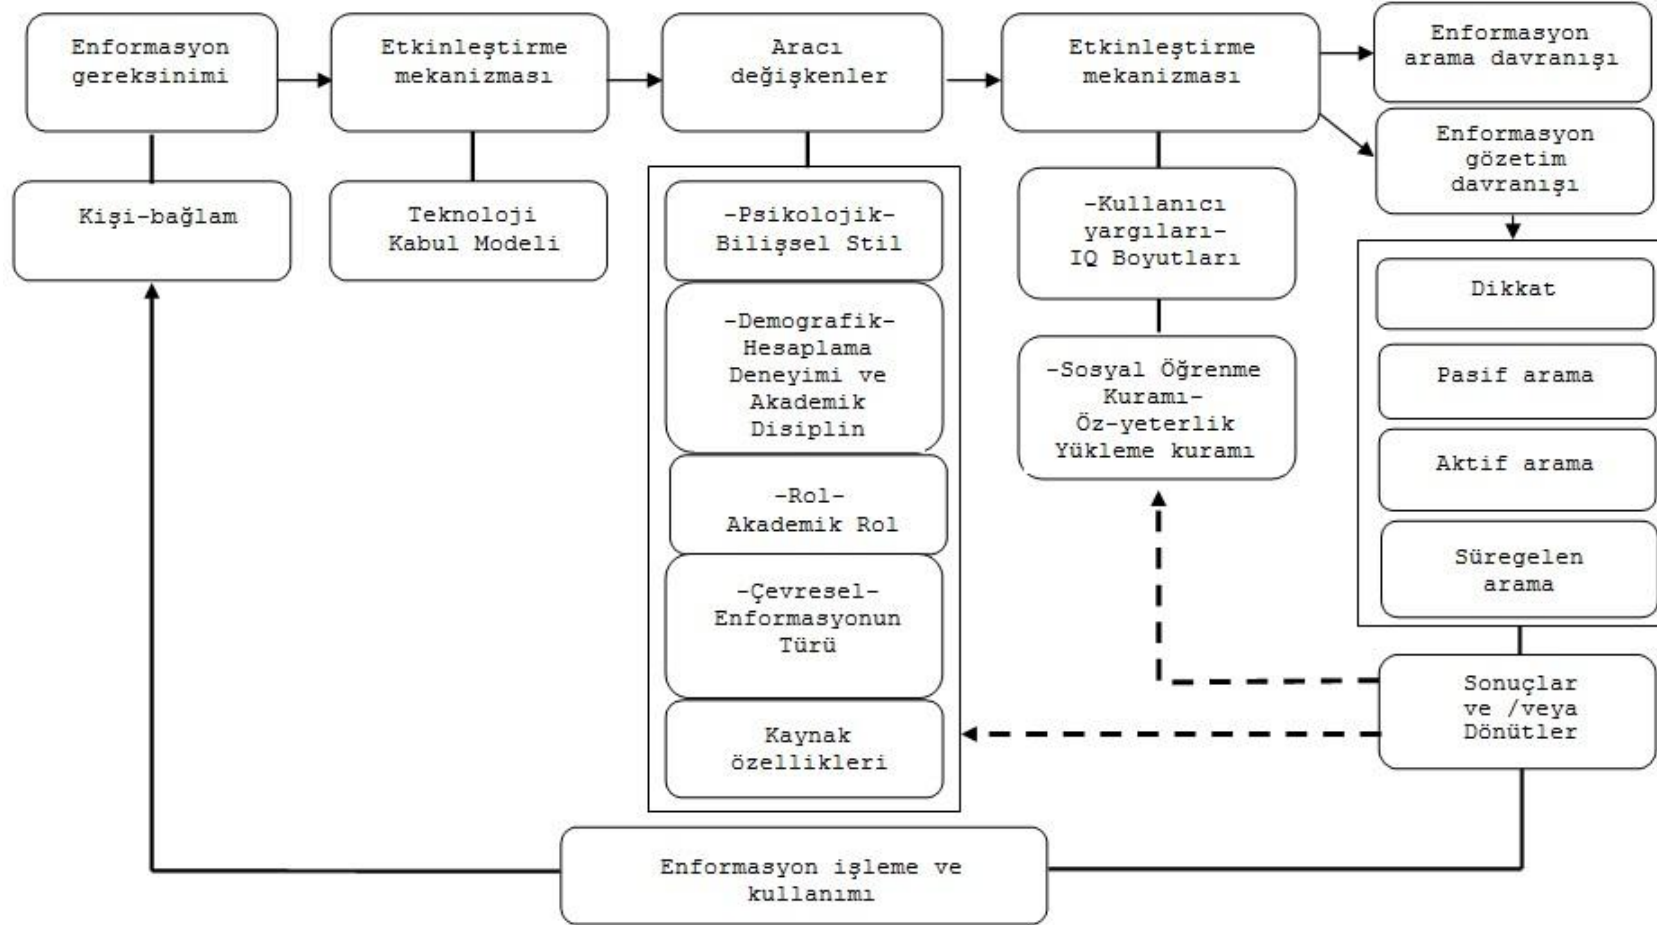 Enformasyon
gereksinimi
Etkinleştirme
mekanizması
Aracı
değişkenler
Etkinleştirme
mekanizması
Enformasyon
arama davranışı
Enformasyon
gözetim
davranışı
Kişi-bağlam
Teknoloji
Kabul Modeli
-Psikolojik-
Bilişsel Stil
-Demografik-
Hesaplama
Deneyimi ve
Akademik
Disiplin
-Rol-
Akademik Rol
-Çevresel-
Enformasyonun
Türü
Kaynak
özellikleri
-Kullanıcı
yargıları-
IQ Boyutları
-Sosyal Öğrenme
Kuramı-
Öz-yeterlik
Yükleme kuramı
Dikkat
Pasif arama
Aktif arama
Süregelen
arama
Sonuçlar
ve /veya
Dönütler
Enformasyon işleme ve
kullanımı